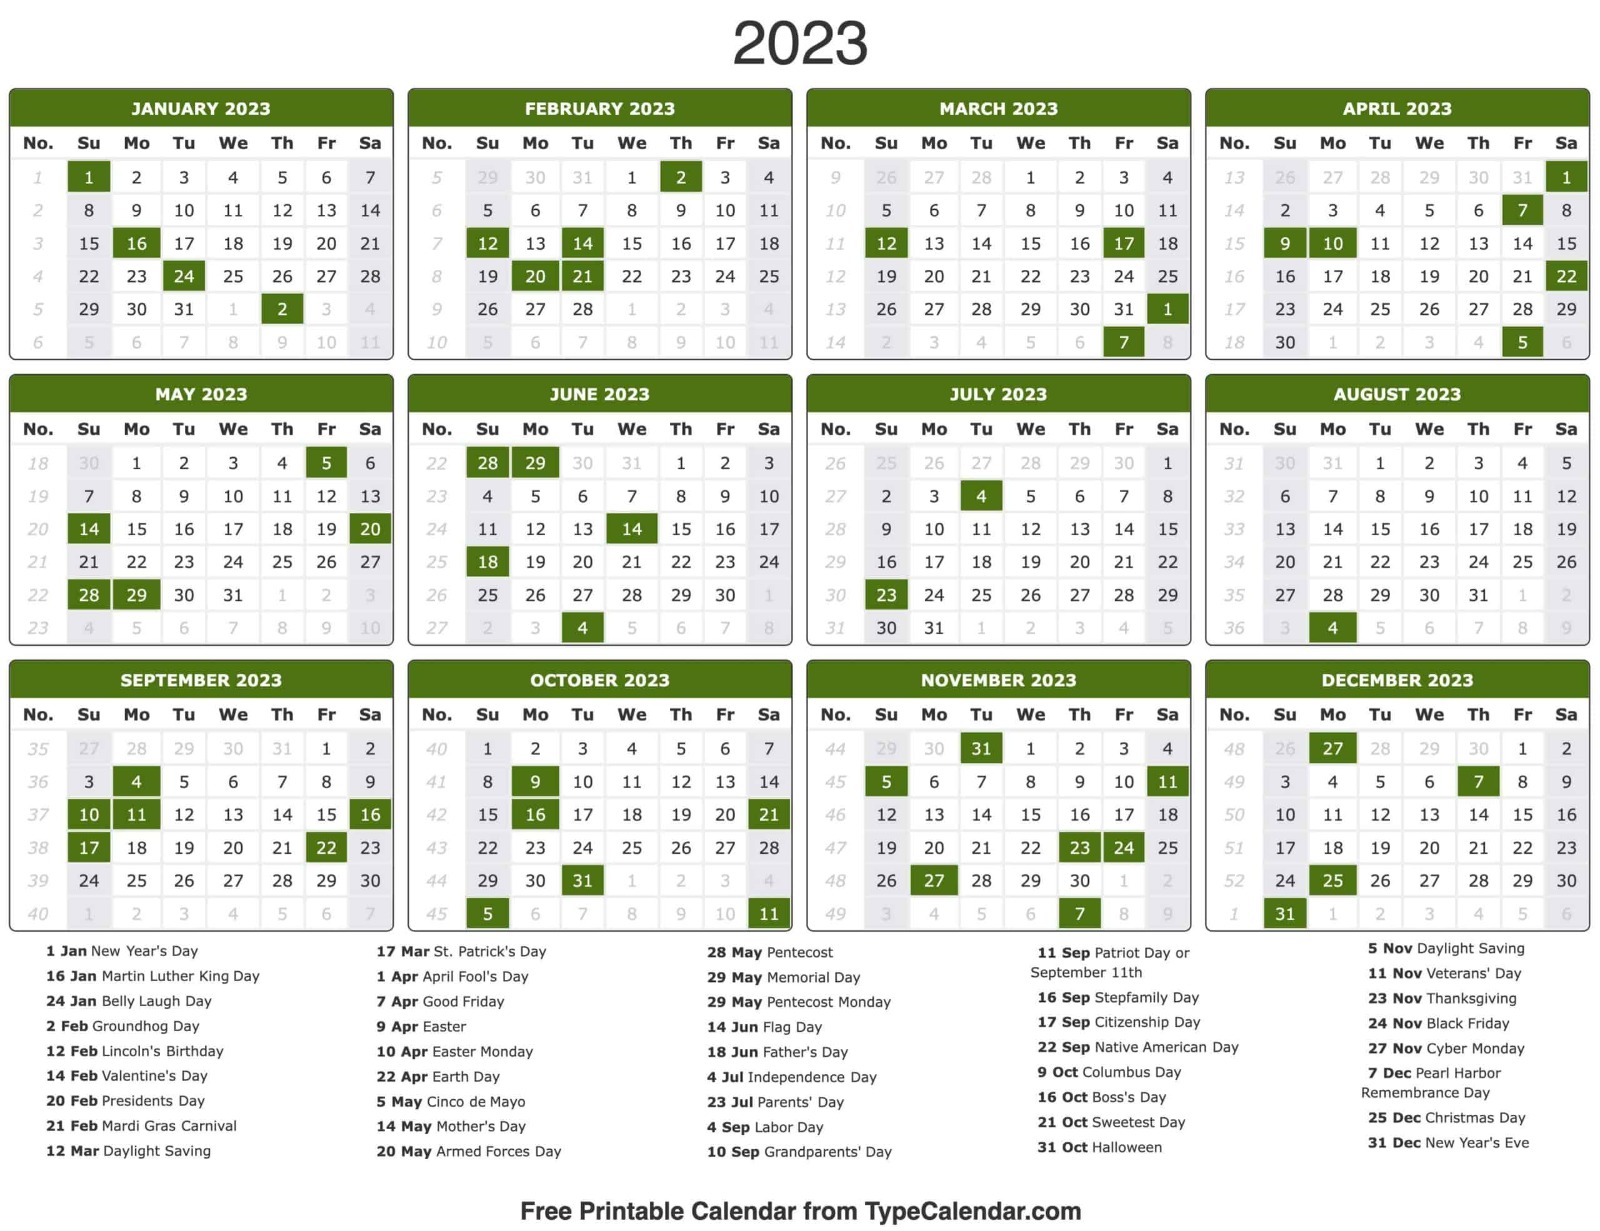 2023
JANUARY 2023
No. Su Mo Tu We Th Fr Sa
1 1 2 3 4 5 6 7
2 8 9 10 11 12 13 14
3 15 16 17 18 19 20 21
4 22 23 24 25 26 27 28
5 29 30 31 1 2 3 4
6 5 6 7 8 9 10 11
FEBRUARY 2023
No. Su Mo Tu We Th Fr Sa
5 29 30 31 1 2 3 4
6 5 6 7 8 9 10 11
7 12 13 14 15 16 17 18
8 19 20 21 22 23 24 25
9 26 27 28 1 2 3 4
10 5 6 7 8 9 10 11
MARCH 2023
No. Su Mo Tu We Th Fr Sa
9 26 27 28 1 2 3 4
10 5 6 7 8 9 10 11
11 12 13 14 15 16 17 18
12 19 20 21 22 23 24 25
13 26 27 28 29 30 31 1
14 2 3 4 5 6 7 8
APRIL 2023
No. Su Mo Tu We Th Fr Sa
13 26 27 28 29 30 31 1
14 2 3 4 5 6 7 8
15 9 10 11 12 13 14 15
16 16 17 18 19 20 21 22
17 23 24 25 26 27 28 29
18 30 1 2 3 4 5 6
MAY 2023
No. Su Mo Tu We Th Fr Sa
18 30 1 2 3 4 5 6
19 7 8 9 10 11 12 13
20 14 15 16 17 18 19 20
21 21 22 23 24 25 26 27
22 28 29 30 31 1 2 3
23 4 5 6 7 8 9 10
JUNE 2023
No. Su Mo Tu We Th Fr Sa
22 28 29 30 31 1 2 3
23 4 5 6 7 8 9 10
24 11 12 13 14 15 16 17
25 18 19 20 21 22 23 24
26 25 26 27 28 29 30 1
27 2 3 4 5 6 7 8
JULY 2023
No. Su Mo Tu We Th Fr Sa
26 25 26 27 28 29 30 1
27 2 3 4 5 6 7 8
28 9 10 11 12 13 14 15
29 16 17 18 19 20 21 22
30 23 24 25 26 27 28 29
31 30 31 1 2 3 4 5
AUGUST 2023
No. Su Mo Tu We Th Fr Sa
31 30 31 1 2 3 4 5
32 6 7 8 9 10 11 12
33 13 14 15 16 17 18 19
34 20 21 22 23 24 25 26
35 27 28 29 30 31 1 2
36 3 4 5 6 7 8 9
SEPTEMBER 2023
No. Su Mo Tu We Th Fr Sa
35 27 28 29 30 31 1 2
36 3 4 5 6 7 8 9
37 10 11 12 13 14 15 16
38 17 18 19 20 21 22 23
39 24 25 26 27 28 29 30
40 1 2 3 4 5 6 7
OCTOBER 2023
No. Su Mo Tu We Th Fr Sa
40 1 2 3 4 5 6 7
41 8 9 10 11 12 13 14
42 15 16 17 18 19 20 21
43 22 23 24 25 26 27 28
44 29 30 31 1 2 3 4
45 5 6 7 8 9 10 11
NOVEMBER 2023
No. Su Mo Tu We Th Fr Sa
44 29 30 31 1 2 3 4
45 5 6 7 8 9 10 11
46 12 13 14 15 16 17 18
47 19 20 21 22 23 24 25
48 26 27 28 29 30 1 2
49 3 4 5 6 7 8 9
DECEMBER 2023
No. Su Mo Tu We Th Fr Sa
48 26 27 28 29 30 1 2
49 3 4 5 6 7 8 9
50 10 11 12 13 14 15 16
51 17 18 19 20 21 22 23
52 24 25 26 27 28 29 30
1 31 1 2 3 4 5 6
1 Jan New Year's Day
16 Jan Martin Luther King Day
24 Jan Belly Laugh Day
2 Feb Groundhog Day
12 Feb Lincoln's Birthday
14 Feb Valentine's Day
20 Feb Presidents Day
21 Feb Mardi Gras Carnival
12 Mar Daylight Saving
17 Mar St. Patrick's Day
1 Apr April Fool's Day
7 Apr Good Friday
9 Apr Easter
10 Apr Easter Monday
22 Apr Earth Day
5 May Cinco de Mayo
14 May Mother's Day
20 May Armed Forces Day
28 May Pentecost
29 May Memorial Day
29 May Pentecost Monday
14 Jun Flag Day
18 Jun Father's Day
4 Jul Independence Day
23 Jul Parents' Day
4 Sep Labor Day
10 Sep Grandparents' Day
11 Sep Patriot Day or
September 11th
16 Sep Stepfamily Day
17 Sep Citizenship Day
22 Sep Native American Day
9 Oct Columbus Day
16 Oct Boss's Day
21 Oct Sweetest Day
31 Oct Halloween
5 Nov Daylight Saving
11 Nov Veterans' Day
23 Nov Thanksgiving
24 Nov Black Friday
27 Nov Cyber Monday
7 Dec Pearl Harbor
Remembrance Day
25 Dec Christmas Day
31 Dec New Year's Eve
Free Printable Calendar from TypeCalendar.com